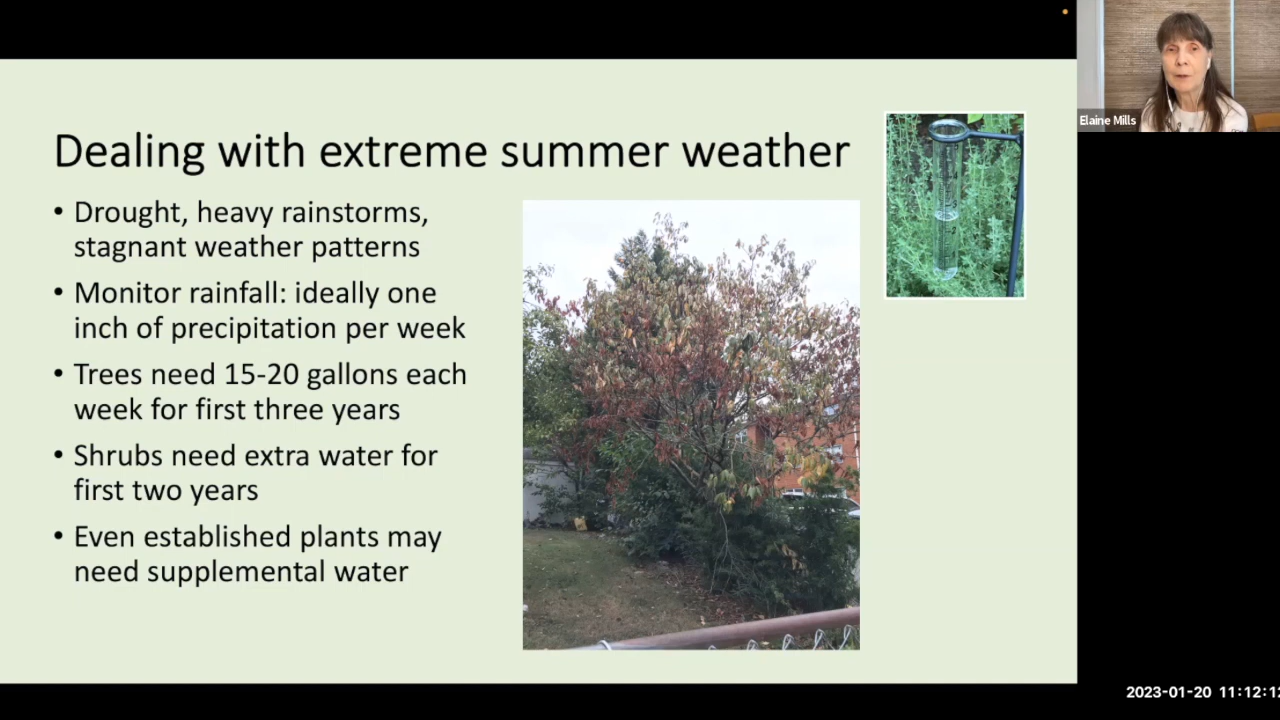 Elaine Mills
Dealing with extreme summer weather
• Drought, heavy rainstorms,
stagnant weather patterns
• Monitor rainfall: ideally one
inch of precipitation per week
• Trees need 15-20 gallons each
week for first three years
• Shrubs need extra water for
first two years
• Even established plants may
need supplemental water
2023-01-20 11:12:12